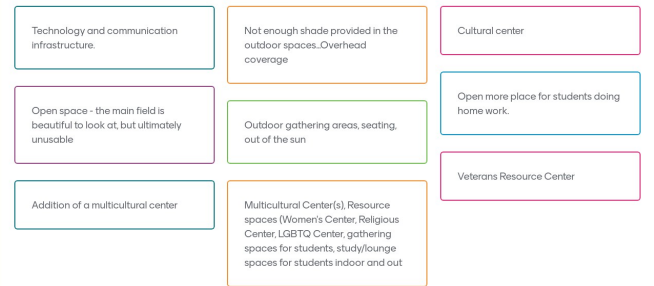 Technology and communication
infrastructure.
Open space - the main field is
beautiful to look at, but ultimately
unusable
Addition of a multicultural center
Not enough shade provided in the
outdoor spaces..Overhead
coverage
Outdoor gathering areas, seating,
out of the sun
Multicultural Center(s), Resource
spaces (Women's Center, Religious
Center, LGBTQ Center, gathering
spaces for students, study/lounge
spaces for students indoor and out
Cultural center
Open more place for students doing
home work.
Veterans Resource Center